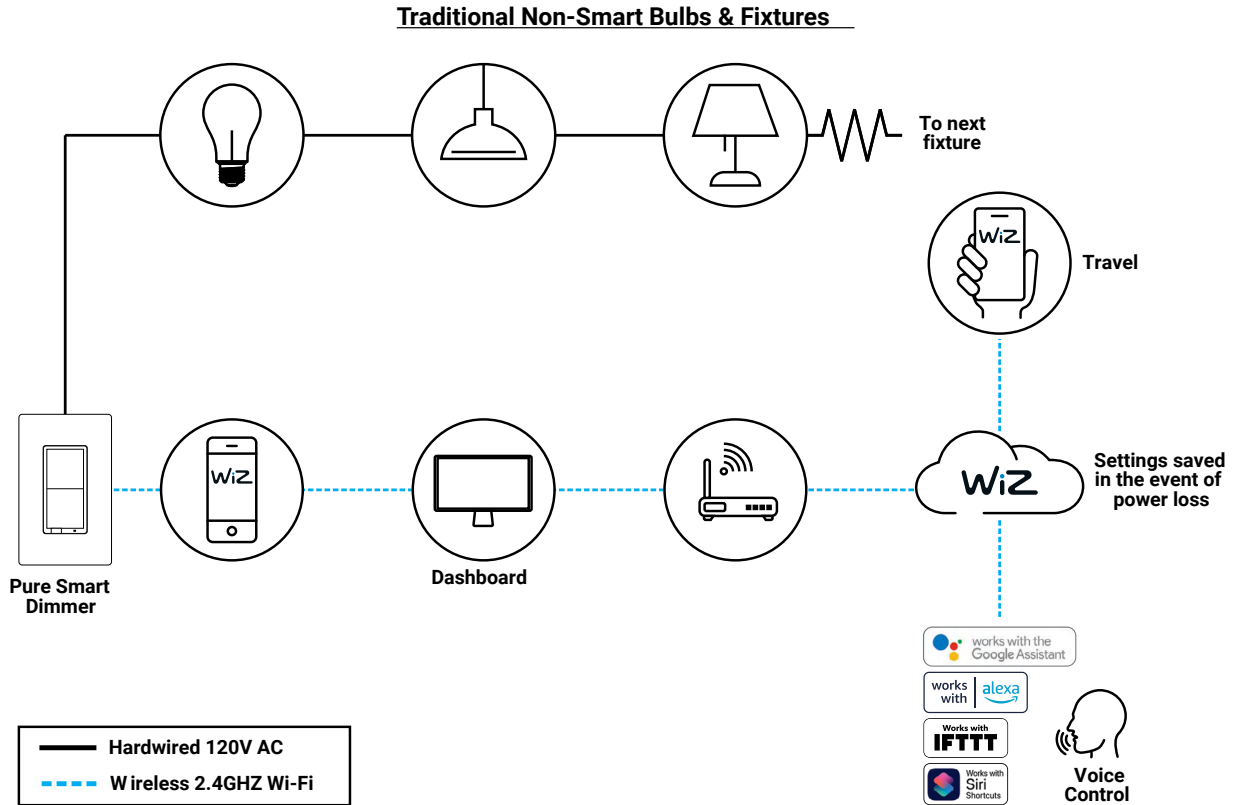 Traditional Non-Smart Bulbs & Fixtures
To next
fixture
WiZ
Travel
WiZ
WiZ
Settings saved
in the event of
power loss
Pure Smart
Dimmer
Dashboard
works with the
Google Assistant
works
with
alexa
Works with
IFTTT
Works with
Siri
Shortcuts
Voice
Control
Hardwired 120V AC
Wireless 2.4GHZ Wi-Fi